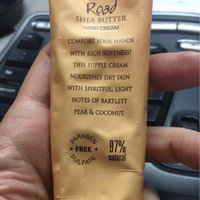 Road
SHEA BUTTER
HAND CREAM
COMFORT YOUR HANDS
WITH RICH SOFTNESS!
THIS SUPPLE CREAM
NOURISHES DRY SKIN
WITH SPIRITFUL, LIGHT
NOTES OF BARTLETT
PEAR & COCONUT.
PARABEN
FREE
SULFATE
97%
natural